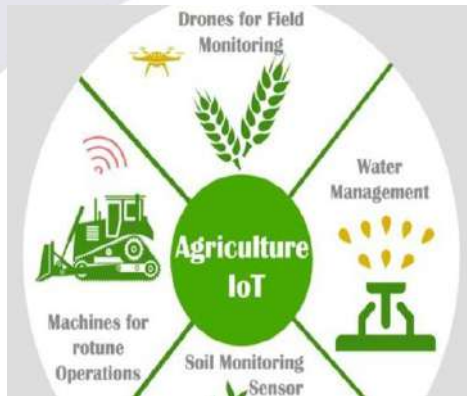 Drones for Field
Monitoring
Water
Management
Agriculture
IoT
Machines for
rotune
Operations
Soil Monitoring
Sensor